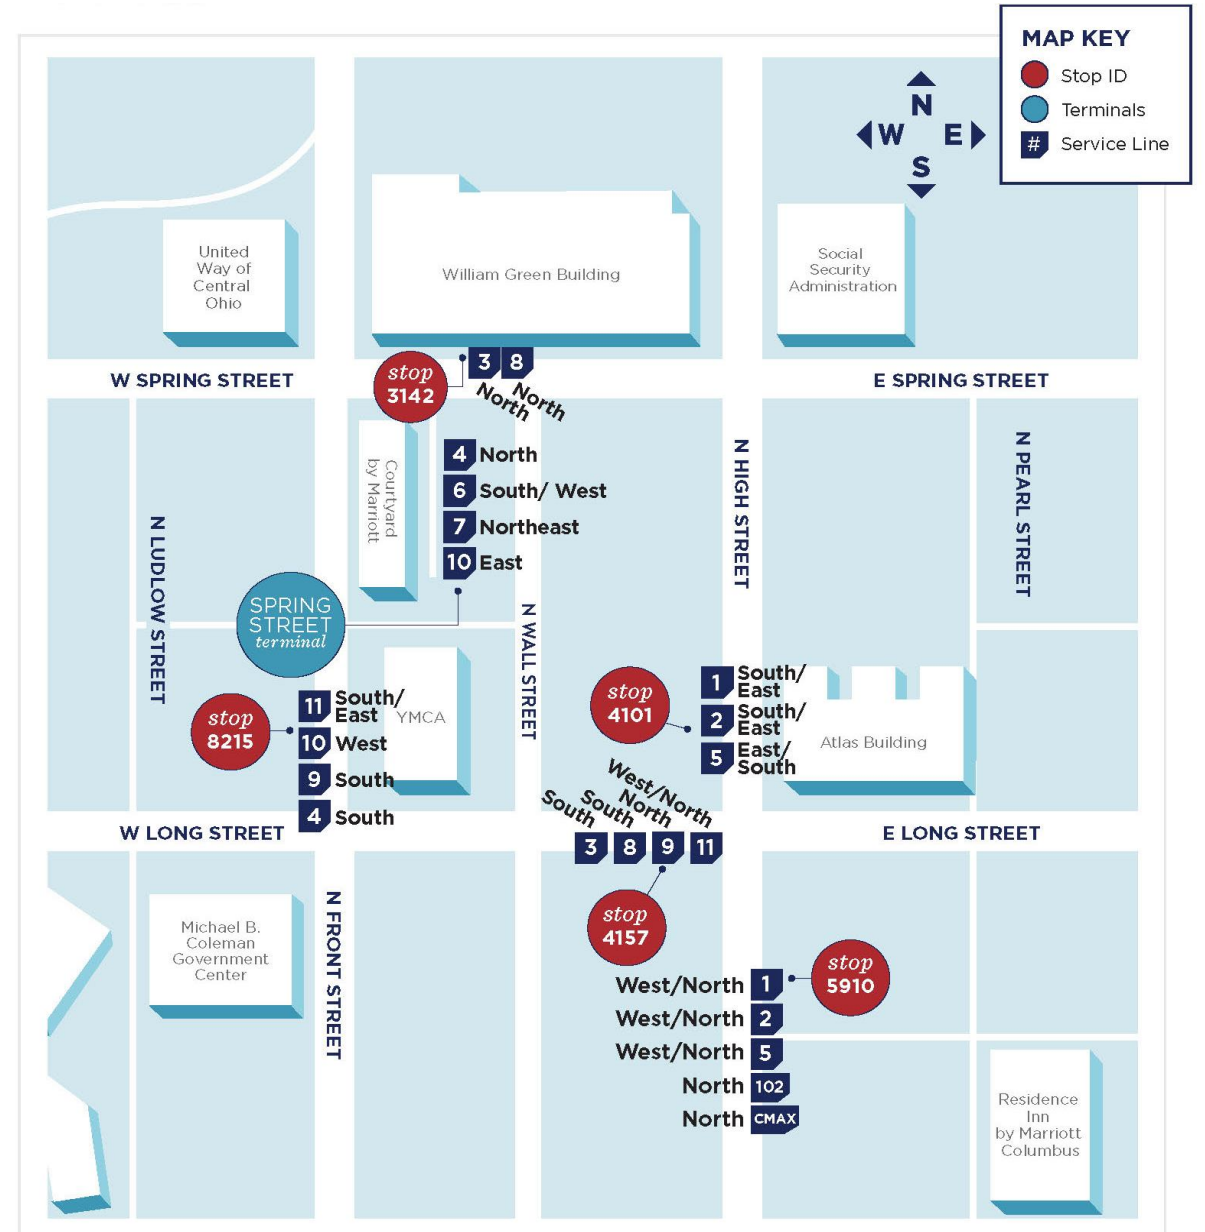 MAP KEY
Stop ID
Terminals
# Service Line
N
W E
S
United
Way of
Central
Ohio
William Green Building
Social
Security
Administration
W SPRING STREET
E SPRING STREET
stop
3142
3 8
North
North
Courtyard
by Marriott
4 North
6 South/ West
7 Northeast
10 East
N LUDLOW STREET
N HIGH STREET
N PEARL STREET
SPRING
STREET
terminal
N WALL STREET
stop
8215
11 South/
East
10 West
9 South
4 South
YMCA
stop
4101
1 South/
East
2 South/
East
5 East/
South
Atlas Building
W LONG STREET
E LONG STREET
South
South
North
West/North
3 8 9 11
stop
4157
Michael B.
Coleman
Government
Center
N FRONT STREET
stop
5910
West/North 1
West/North 2
West/North 5
North 102
North CMAX
Residence
Inn
by Marriott
Columbus